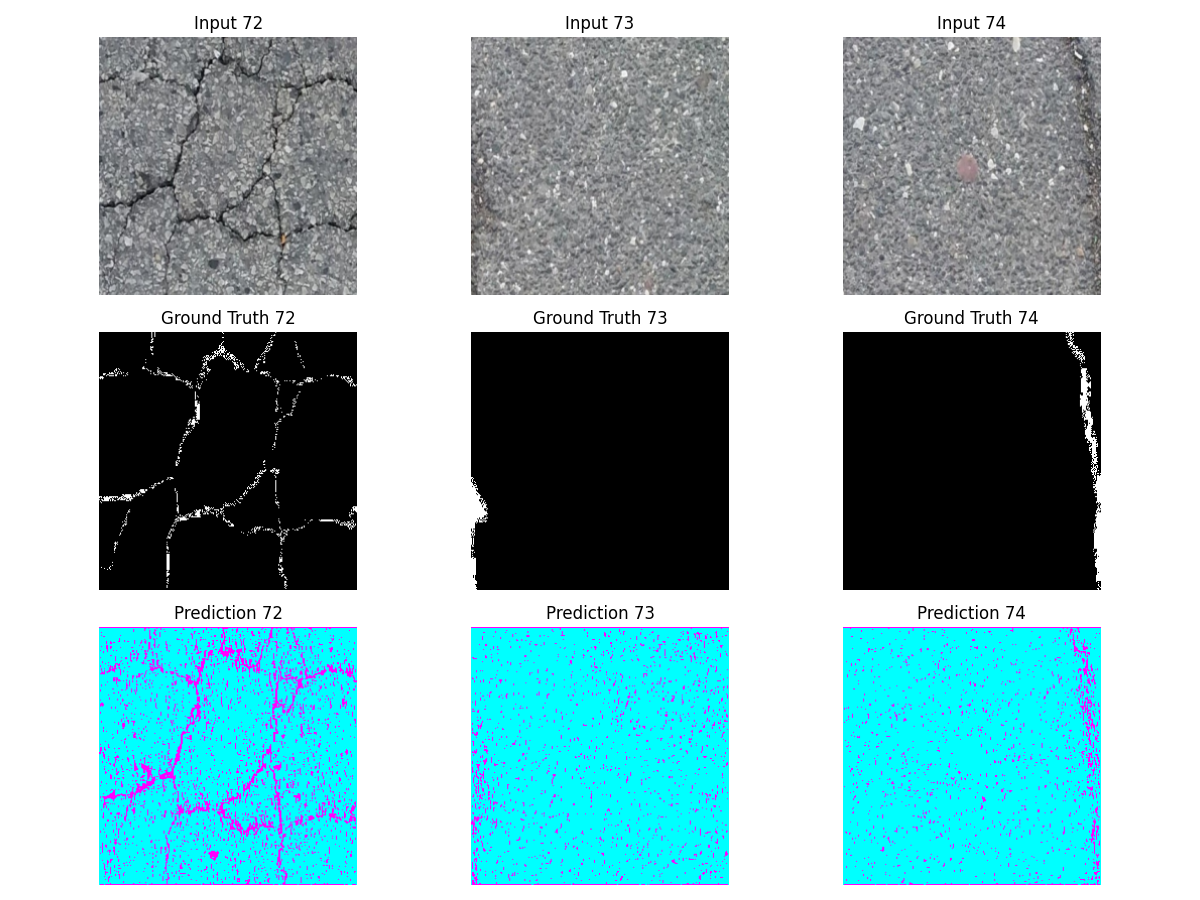 Input 72
Input 73
Input 74
Ground Truth 72
Ground Truth 73
Ground Truth 74
Prediction 72
Prediction 73
Prediction 74